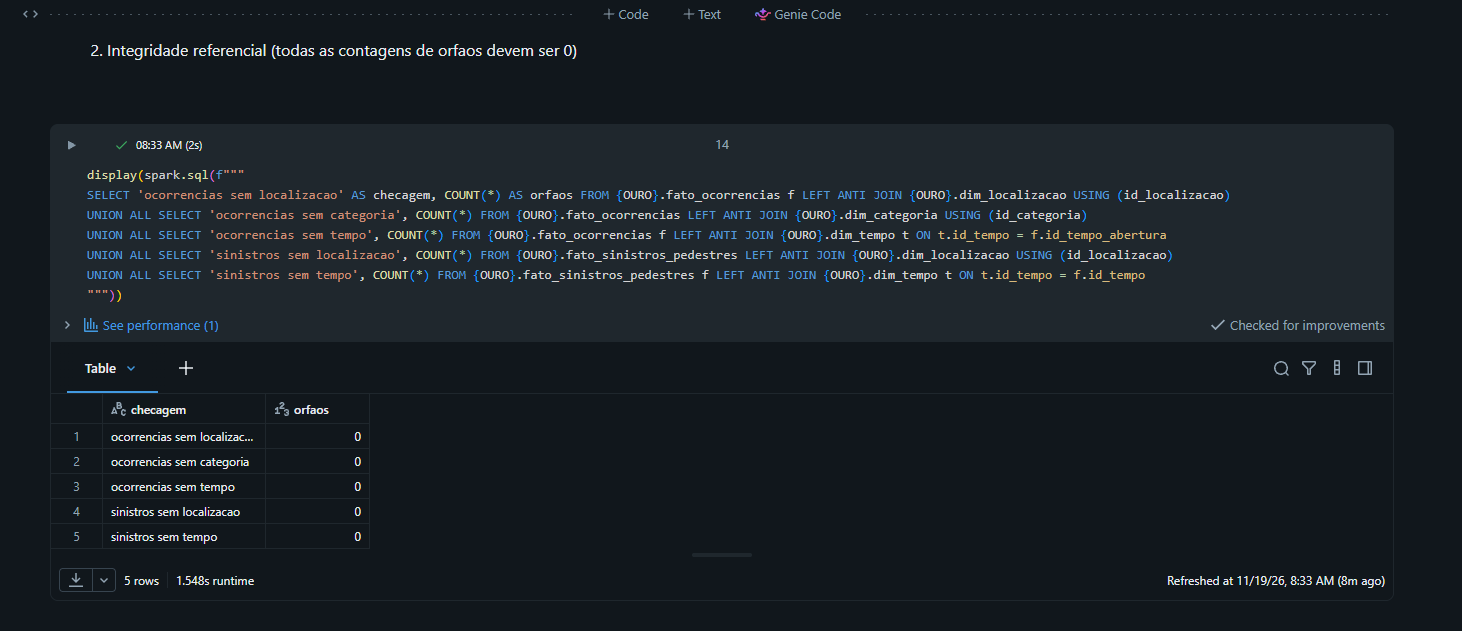 Code Text Genie Code
2. Integridade referencial (todas as contagens de orfaos devem ser 0)
08:33 AM (2s) 14
display(spark.sql(f"""
SELECT 'ocorrencias sem localizacao' AS checagem, COUNT(*) AS orfaos FROM {OURO}.fato_ocorrencias f LEFT ANTI JOIN {OURO}.dim_localizacao USING (id_localizacao)
UNION ALL SELECT 'ocorrencias sem categoria', COUNT(*) FROM {OURO}.fato_ocorrencias LEFT ANTI JOIN {OURO}.dim_categoria USING (id_categoria)
UNION ALL SELECT 'ocorrencias sem tempo', COUNT(*) FROM {OURO}.fato_ocorrencias f LEFT ANTI JOIN {OURO}.dim_tempo t ON t.id_tempo = f.id_tempo_abertura
UNION ALL SELECT 'sinistros sem localizacao', COUNT(*) FROM {OURO}.fato_sinistros_pedestres LEFT ANTI JOIN {OURO}.dim_localizacao USING (id_localizacao)
UNION ALL SELECT 'sinistros sem tempo', COUNT(*) FROM {OURO}.fato_sinistros_pedestres f LEFT ANTI JOIN {OURO}.dim_tempo t ON t.id_tempo = f.id_tempo
"""))
See performance (1) Checked for improvements
Table
ABC checagem 123 orfaos
1 ocorrencias sem localizac... 0
2 ocorrencias sem categoria 0
3 ocorrencias sem tempo 0
4 sinistros sem localizacao 0
5 sinistros sem tempo 0
5 rows 1.548s runtime Refreshed at 11/19/26, 8:33 AM (8m ago)